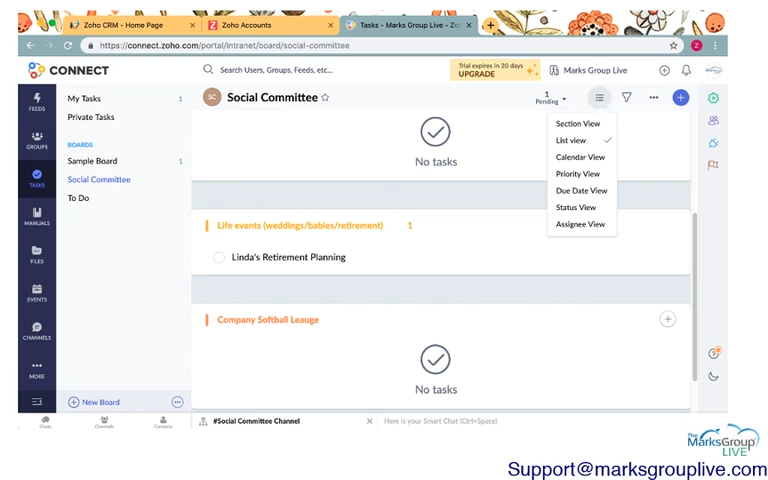 Zoho CRM - Home Page
Zoho Accounts
Tasks - Marks Group Live - Zoh
https://connect.zoho.com/portal/intranet/board/social-committee
Z
CONNECT
Search Users, Groups, Feeds, etc...
Trial expires in 20 days
UPGRADE
Marks Group Live
FEEDS
GROUPS
TASKS
MANUALS
FILES
EVENTS
CHANNELS
MORE
My Tasks 1
Private Tasks
BOARDS
Sample Board 1
Social Committee
To Do
New Board
SC
Social Committee
1
Pending
Section View
List view
Calendar View
Priority View
Due Date View
Status View
Assignee View
No tasks
Life events (weddings/babies/retirement) 1
Linda's Retirement Planning
Company Softball Leauge
No tasks
Chats
Channels
Contacts
#Social Committee Channel
Here is your Smart Chat (Ctrl+Space)
The
MarksGroup
LIVE
Support@marksgrouplive.com